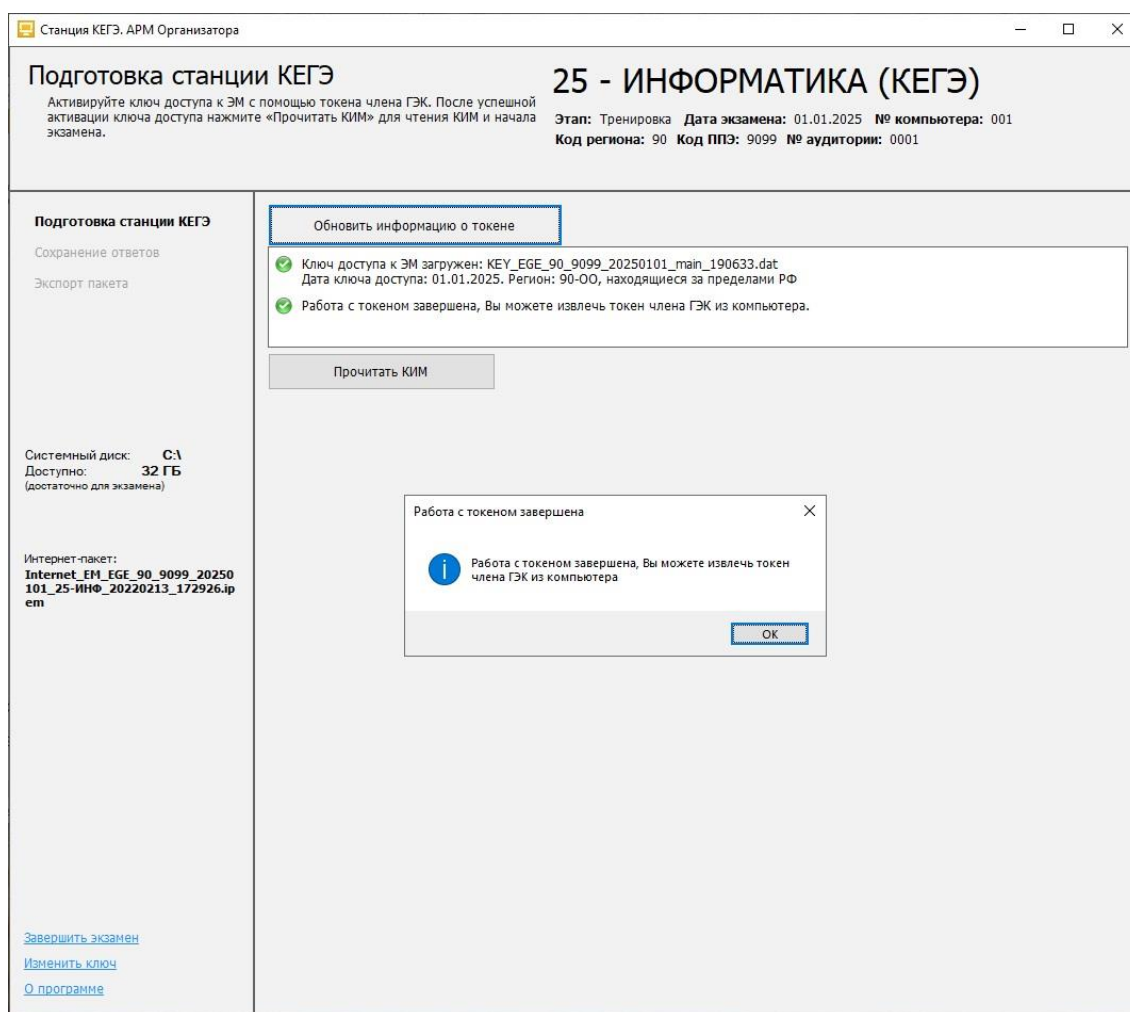 Станция КЕГЭ. АРМ Организатора
Подготовка станции КЕГЭ
Активируйте ключ доступа к ЭМ с помощью токена члена ГЭК. После успешной
активации ключа доступа нажмите «Прочитать КИМ» для чтения КИМ и начала
экзамена.
25 - ИНФОРМАТИКА (КЕГЭ)
Этап: Тренировка Дата экзамена: 01.01.2025 № компьютера: 001
Код региона: 90 Код ППЭ: 9099 № аудитории: 0001
Подготовка станции КЕГЭ
Сохранение ответов
Экспорт пакета
Обновить информацию о токене
Ключ доступа к ЭМ загружен: KEY_EGE_90_9099_20250101_main_190633.dat
Дата ключа доступа: 01.01.2025. Регион: 90-ОО, находящиеся за пределами РФ
Работа с токеном завершена, Вы можете извлечь токен члена ГЭК из компьютера.
Прочитать КИМ
Системный диск: C:\
Доступно: 32 ГБ
(достаточно для экзамена)
Интернет-пакет:
Internet_EM_EGE_90_9099_20250
101_25-ИНФ_20220213_172926.ip
em
Работа с токеном завершена
Работа с токеном завершена, Вы можете извлечь токен
члена ГЭК из компьютера
ОК
Завершить экзамен
Изменить ключ
О программе